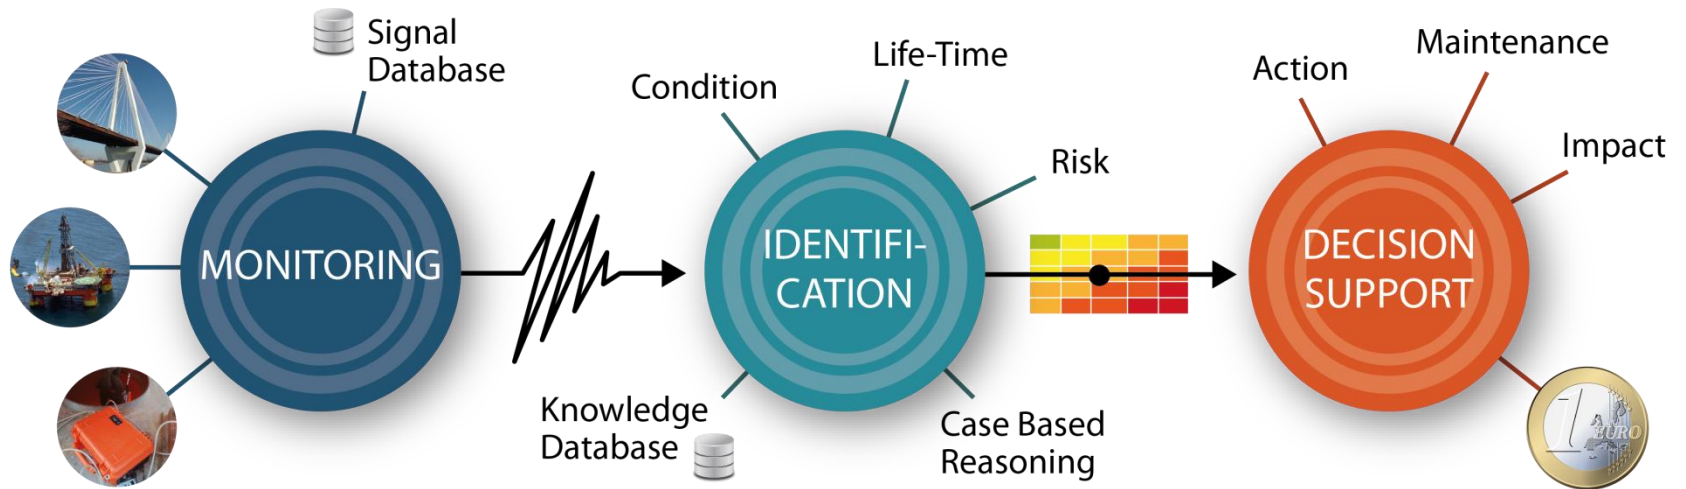 Signal
Database
MONITORING
Condition
Life-Time
Risk
IDENTIFI-
CATION
Knowledge
Database
Case Based
Reasoning
Action
Maintenance
Impact
DECISION
SUPPORT
1
EURO